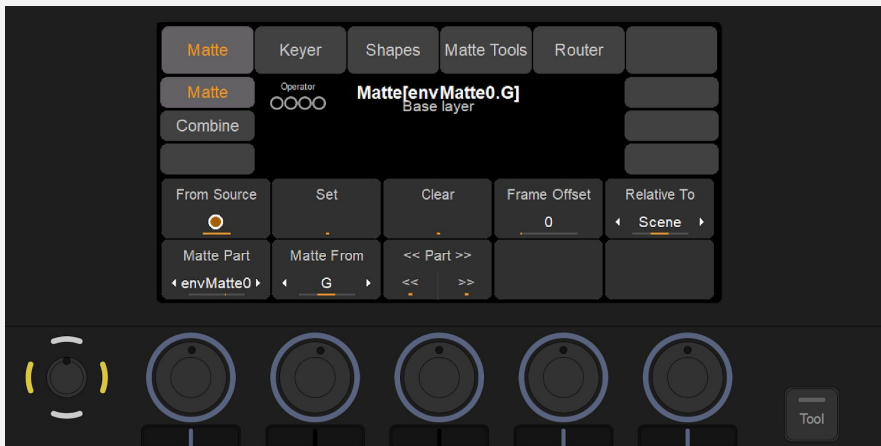 Matte Keyer Shapes Matte Tools Router
Matte Operator Matte[envMatte0.G]
Base layer
Combine
From Source Set Clear Frame Offset Relative To
0 Scene
Matte Part Matte From << Part >>
envMatte0 G << >>
Tool